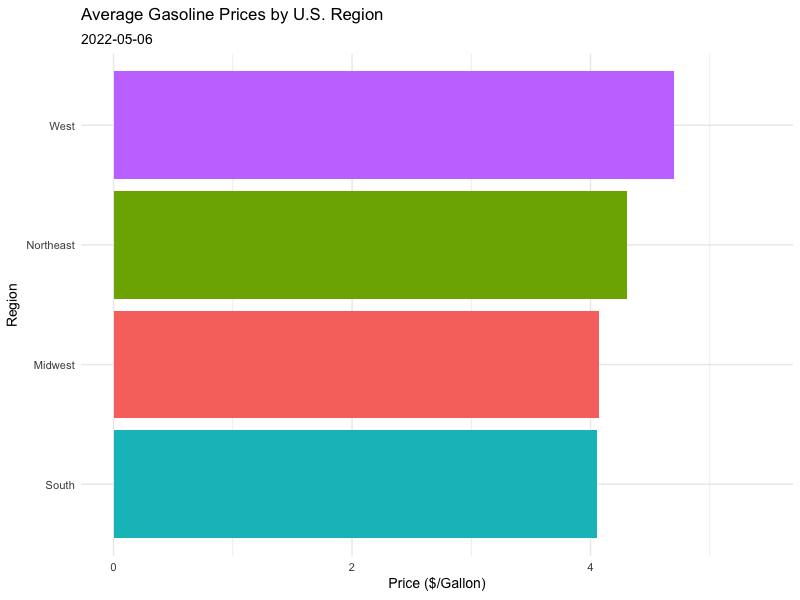 Average Gasoline Prices by U.S. Region
2022-05-06
West
Northeast
Midwest
South
Region
0 2 4
Price ($/Gallon)